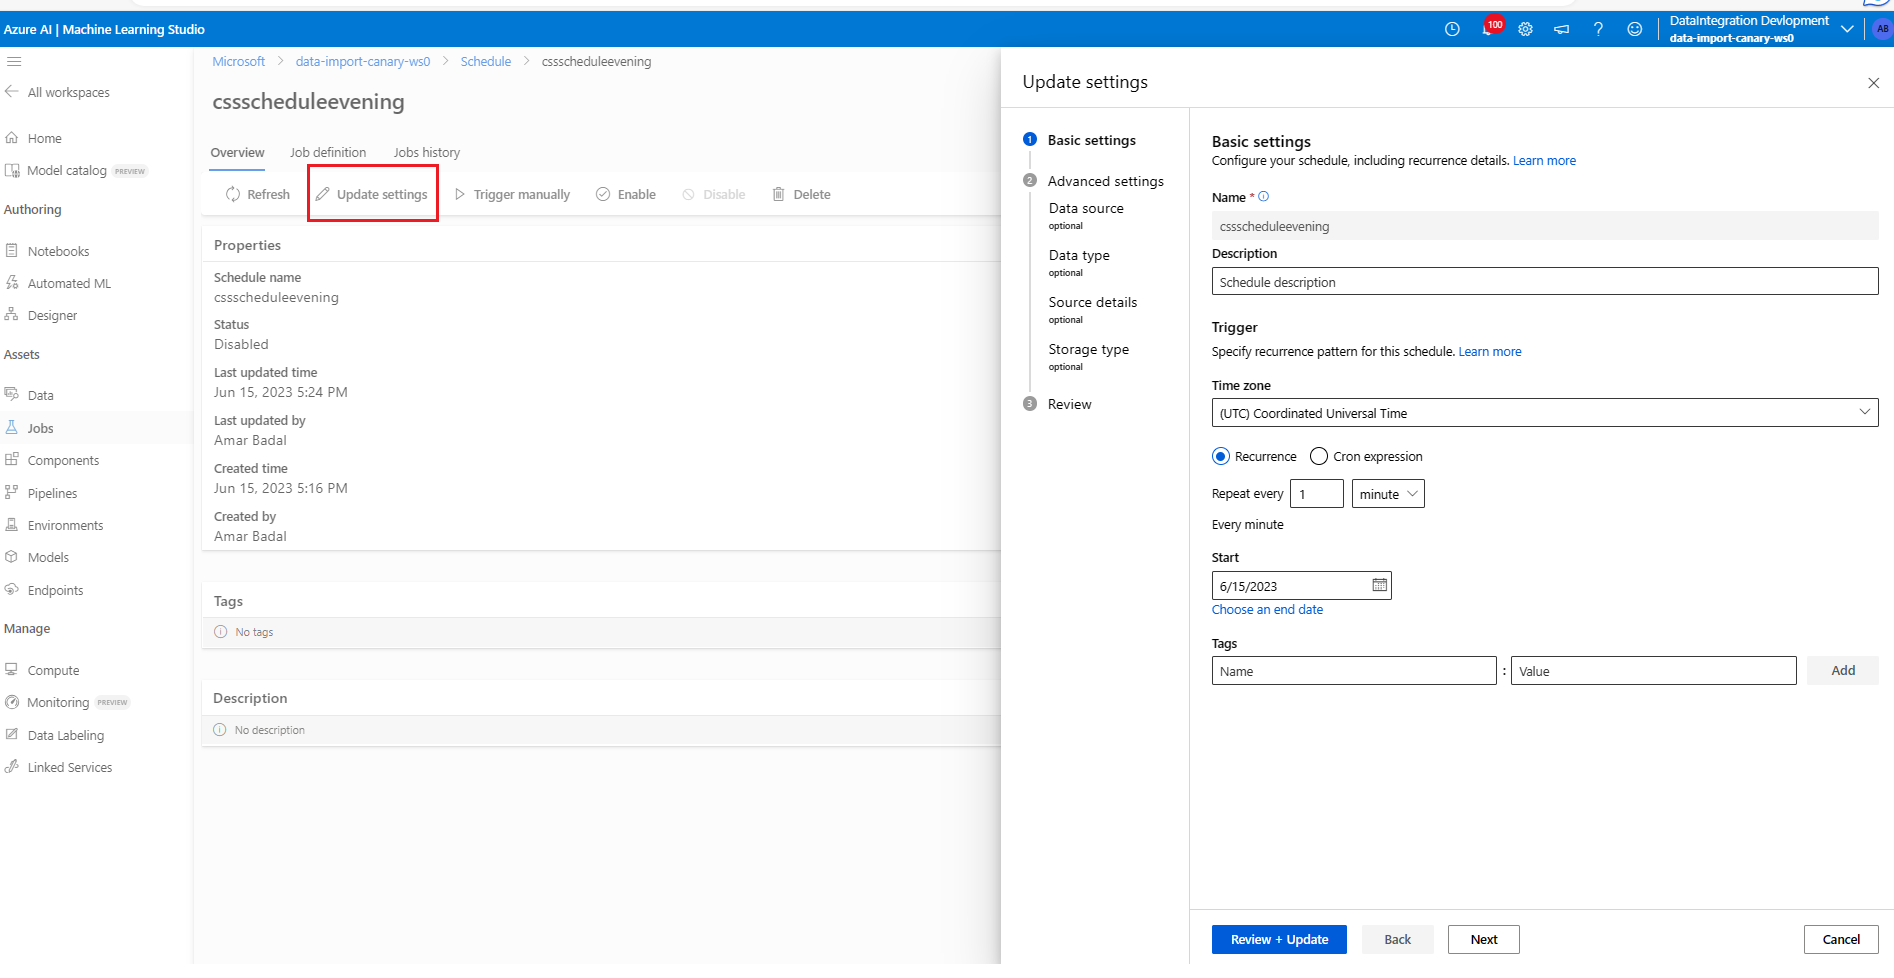 Azure AI | Machine Learning Studio
100
DataIntegration Devlopment
data-import-canary-ws0
AB
All workspaces
Home
Model catalog PREVIEW
Authoring
Notebooks
Automated ML
Designer
Assets
Data
Jobs
Components
Pipelines
Environments
Models
Endpoints
Manage
Compute
Monitoring PREVIEW
Data Labeling
Linked Services
Microsoft > data-import-canary-ws0 > Schedule > cssscheduleevening
cssscheduleevening
Overview Job definition Jobs history
Refresh Update settings Trigger manually Enable Disable Delete
Properties
Schedule name
cssscheduleevening
Status
Disabled
Last updated time
Jun 15, 2023 5:24 PM
Last updated by
Amar Badal
Created time
Jun 15, 2023 5:16 PM
Created by
Amar Badal
Tags
No tags
Description
No description
Update settings
1 Basic settings
2 Advanced settings
Data source
optional
Data type
optional
Source details
optional
Storage type
optional
3 Review
Basic settings
Configure your schedule, including recurrence details. Learn more
Name *
cssscheduleevening
Description
Schedule description
Trigger
Specify recurrence pattern for this schedule. Learn more
Time zone
(UTC) Coordinated Universal Time
Recurrence Cron expression
Repeat every 1 minute
Every minute
Start
6/15/2023
Choose an end date
Tags
Name : Value Add
Review + Update Back Next Cancel